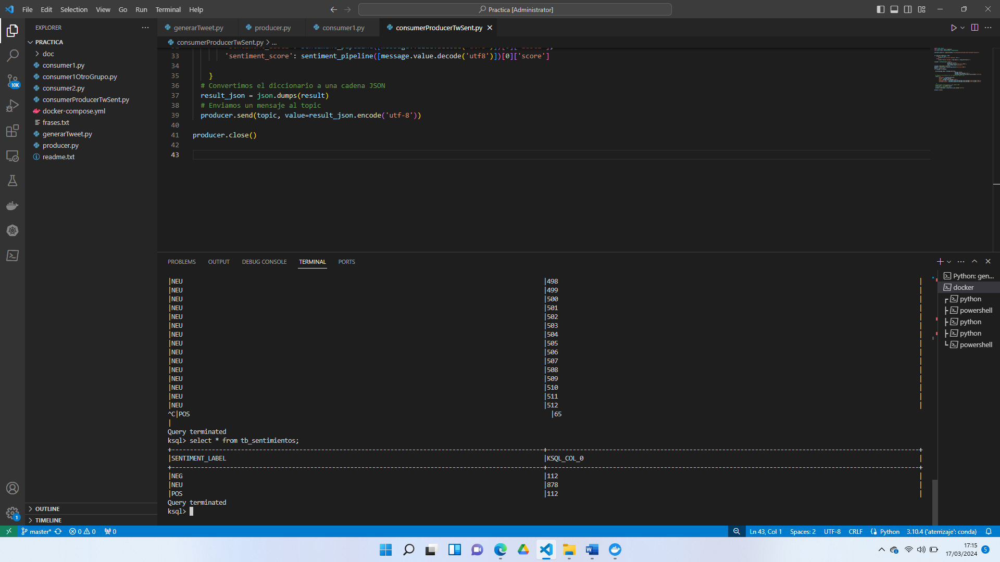 File Edit Selection View Go Run Terminal Help
Practica [Administrator]
EXPLORER
PRACTICA
doc
consumer1.py
consumer1OtroGrupo.py
consumer2.py
consumerProducerTwSent.py
docker-compose.yml
frases.txt
generarTweet.py
producer.py
readme.txt
10K
OUTLINE
TIMELINE
1
generarTweet.py producer.py consumer1.py consumerProducerTwSent.py
consumerProducerTwSent.py > ...
33 'sentiment_score': sentiment_pipeline([message.value.decode('utf8')])[0]['score']
34
35 }
36 # Convertimos el diccionario a una cadena JSON
37 result_json = json.dumps(result)
38 # Enviamos un mensaje al topic
39 producer.send(topic, value=result_json.encode('utf-8'))
40
41 producer.close()
42
43
PROBLEMS OUTPUT DEBUG CONSOLE TERMINAL PORTS
|NEU |498 |
|NEU |499 |
|NEU |500 |
|NEU |501 |
|NEU |502 |
|NEU |503 |
|NEU |504 |
|NEU |505 |
|NEU |506 |
|NEU |507 |
|NEU |508 |
|NEU |509 |
|NEU |510 |
|NEU |511 |
|NEU |512 |
^C|POS |65
|
Query terminated
ksql> select * from tb_sentimientos;
|SENTIMENT_LABEL |KSQL_COL_0 |
|NEG |112 |
|NEU |878 |
|POS |112 |
Query terminated
ksql>
Python: gen...
docker
python
powershell
python
python
powershell
master* 0 0 0
Ln 43, Col 1 Spaces: 2 UTF-8 CRLF Python 3.10.4 ('aterrizaje': conda)
17:15
17/03/2024
5